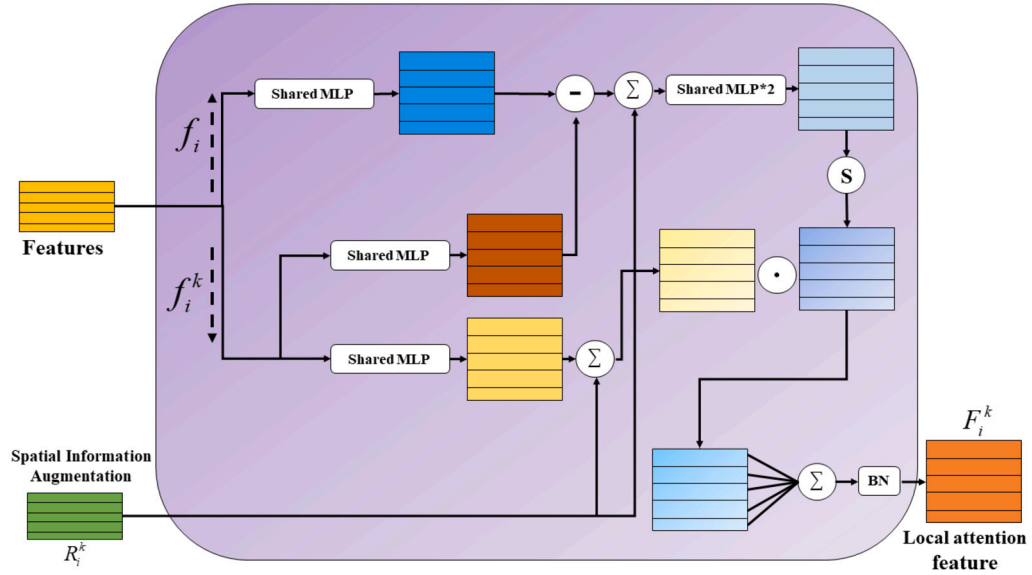 Shared MLP
−
∑
Shared MLP*2
f_i
S
Features
Shared MLP
·
f_i^k
Shared MLP
∑
F_i^k
Spatial Information
Augmentation
∑
BN
R_i^k
Local attention
feature